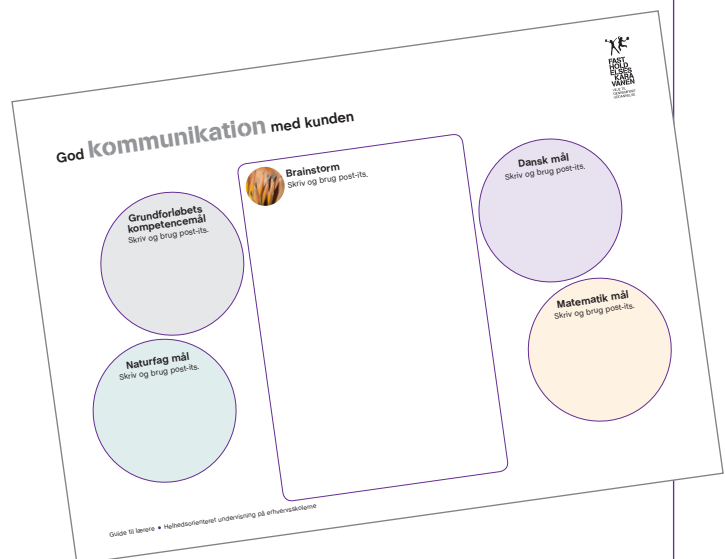 FAST
HOLD
ELSES
KARA
VANEN
God kommunikation med kunden
Brainstorm
Skriv og brug post-its.
Dansk mål
Skriv og brug post-its.
Grundforløbets
kompetencemål
Skriv og brug post-its.
Matematik mål
Skriv og brug post-its.
Naturfag mål
Skriv og brug post-its.
Guide til lærere • Helhedsorienteret undervisning på erhvervsskolerne